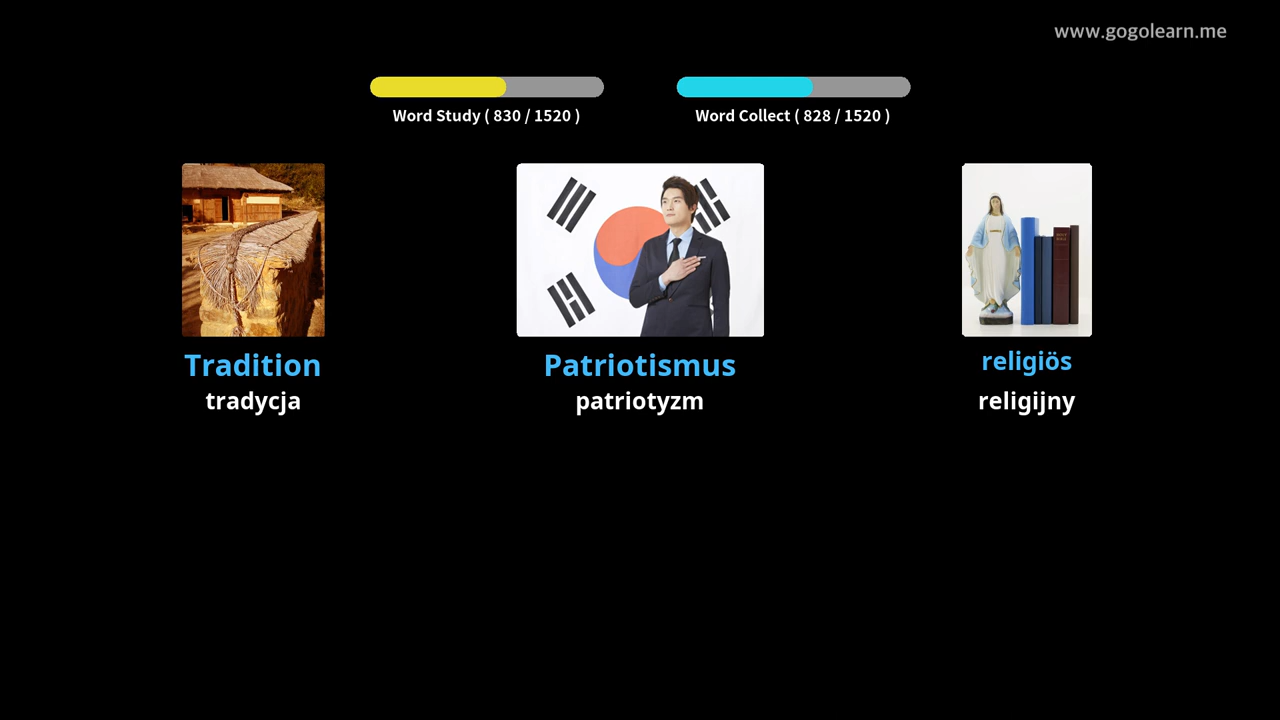 www.gogolearn.me
Word Study ( 830 / 1520 )
Word Collect ( 828 / 1520 )
Tradition
tradycja
Patriotismus
patriotyzm
religiös
religijny